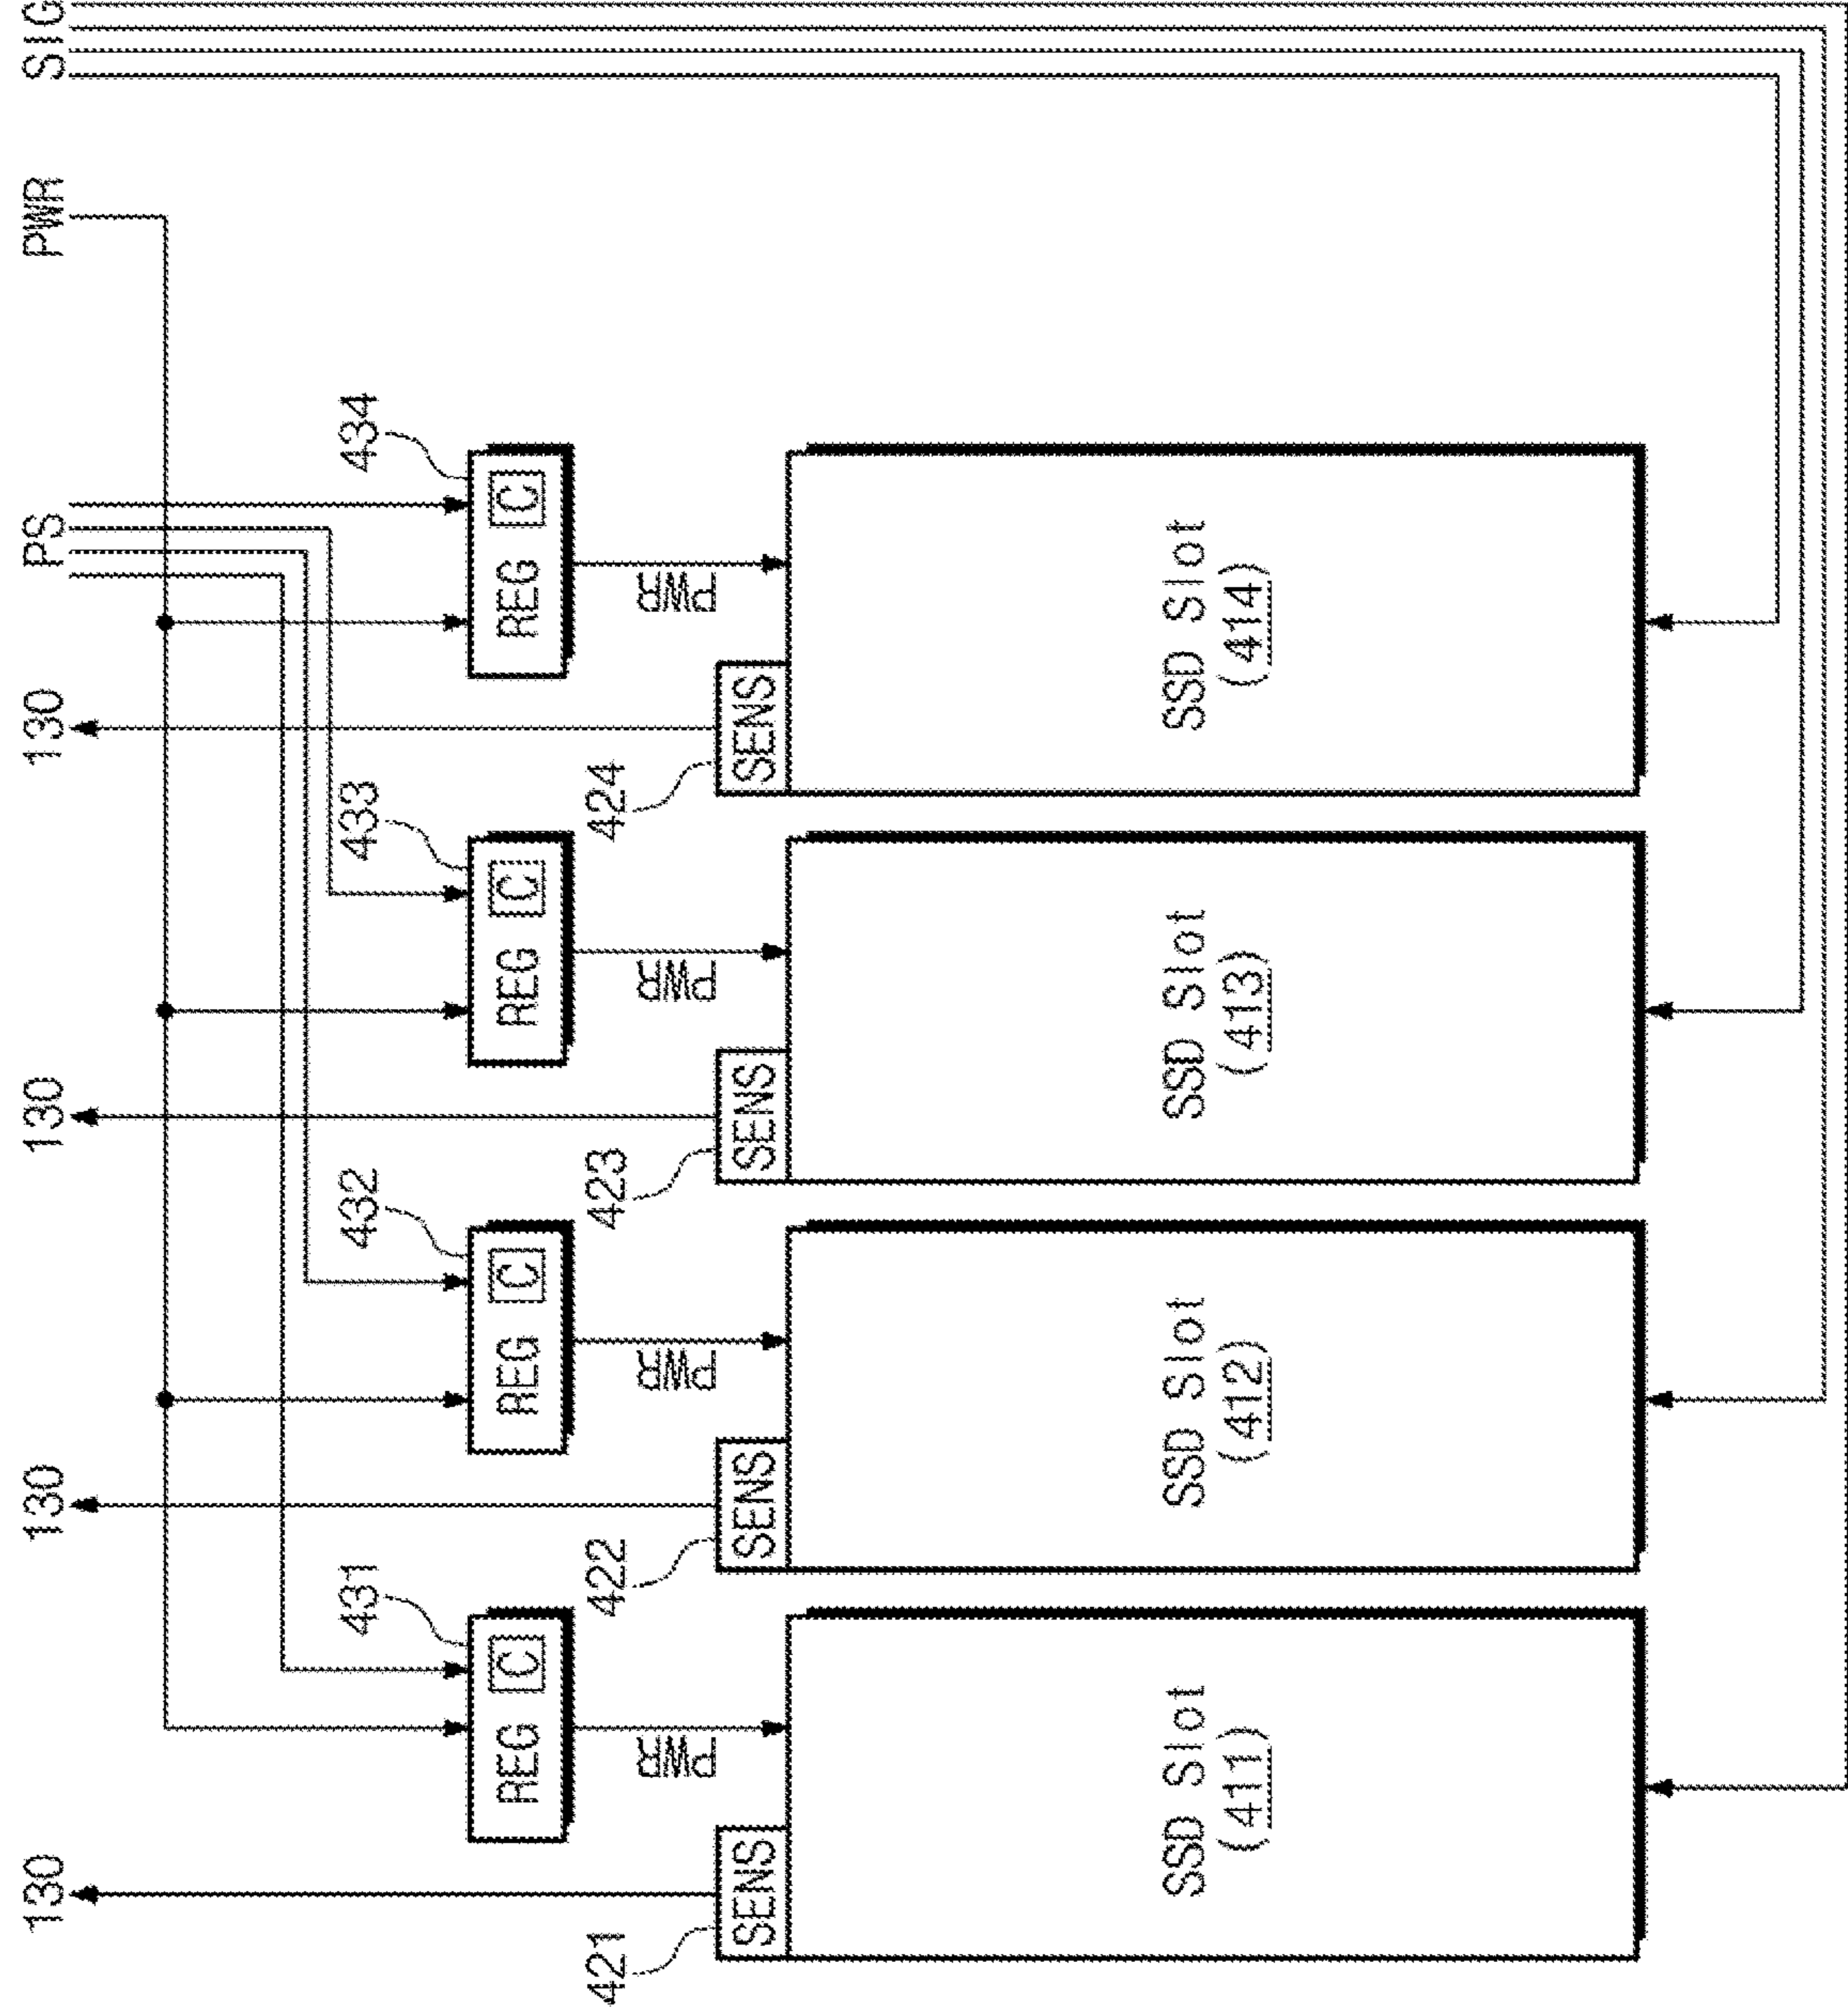 130
130
130
130
PS
PWR
SIG
431
432
433
434
REG C
REG C
REG C
REG C
421
422
423
424
PWR
PWR
PWR
PWR
SENS
SENS
SENS
SENS
SSD Slot
(411)
SSD Slot
(412)
SSD Slot
(413)
SSD Slot
(414)